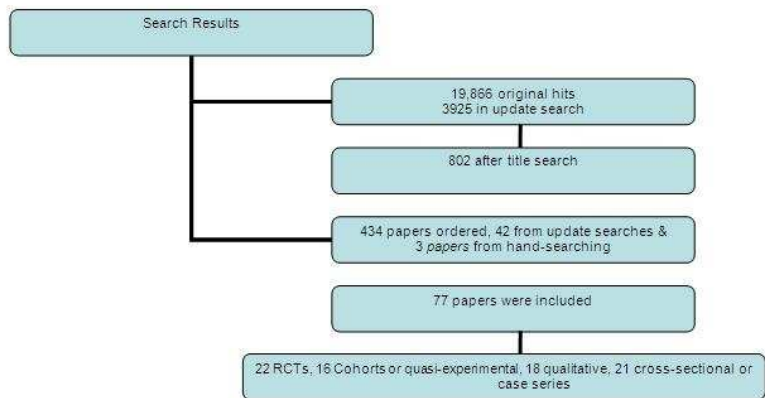 Search Results
19,866 original hits
3925 in update search
802 after title search
434 papers ordered, 42 from update searches &
3 papers from hand-searching
77 papers were included
22 RCTs, 16 Cohorts or quasi-experimental, 18 qualitative, 21 cross-sectional or
case series